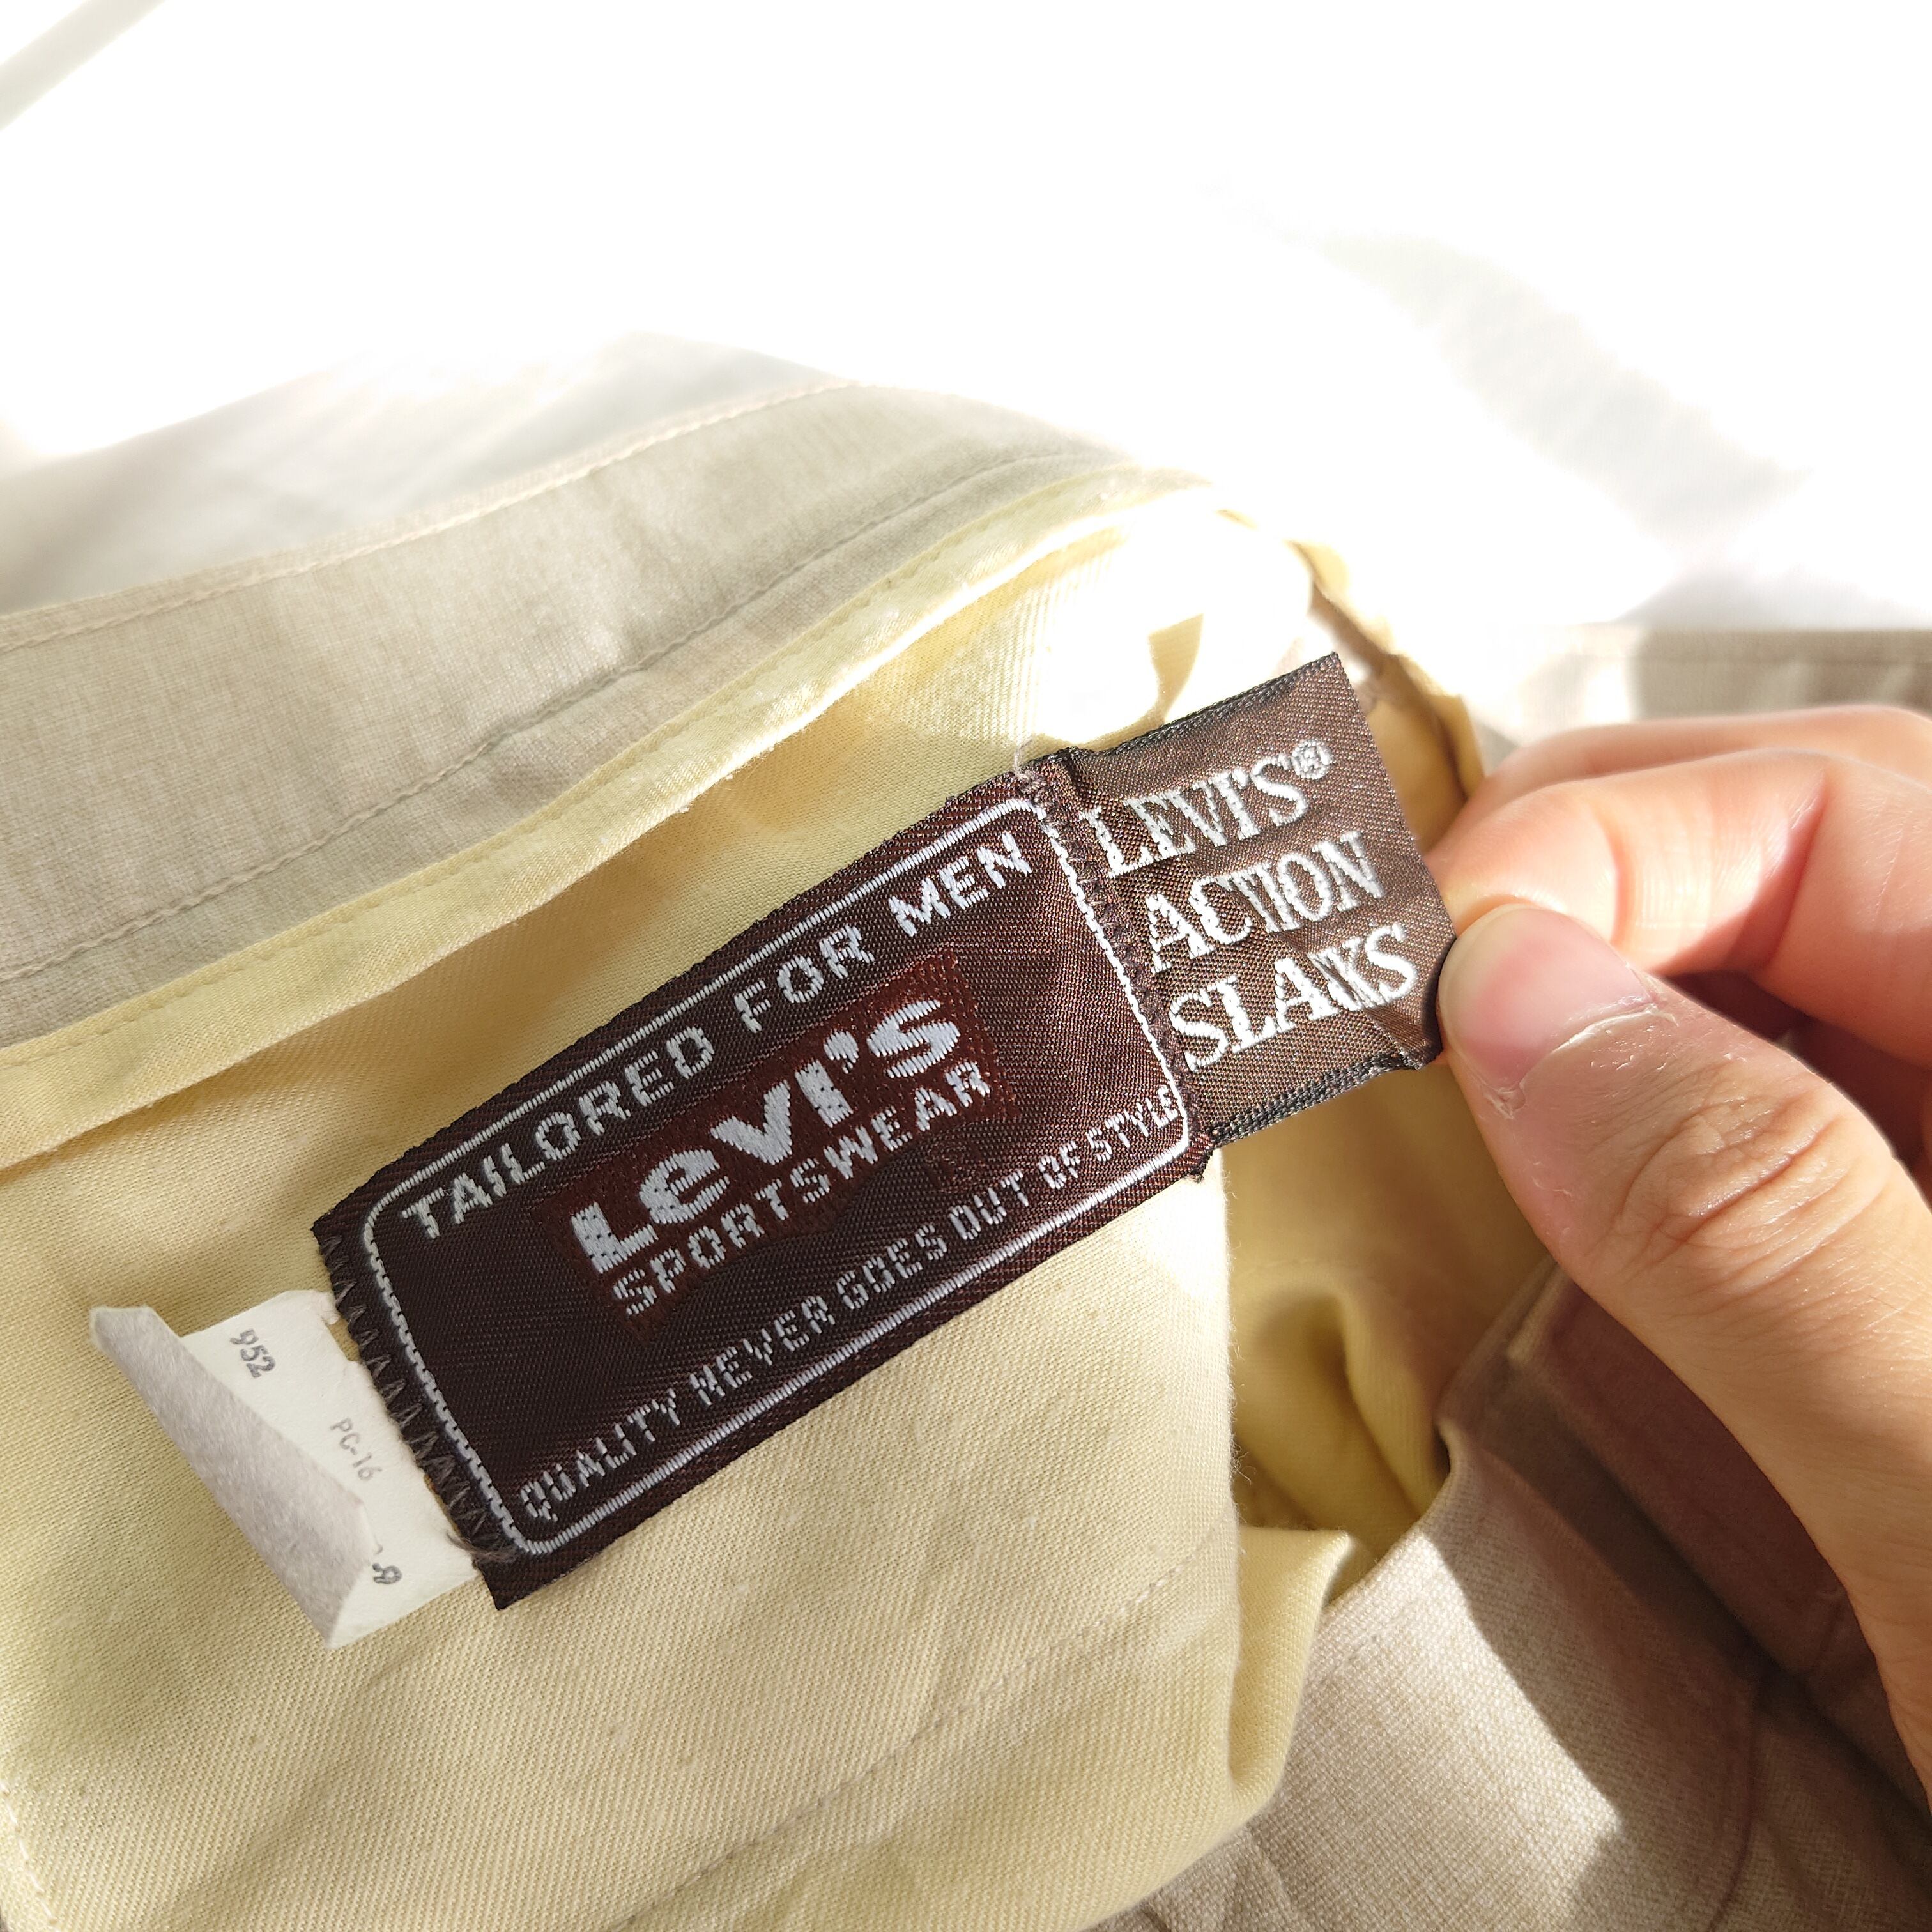 TAILORED FOR MEN
Levi's
SPORTSWEAR
QUALITY NEVER GOES OUT OF STYLE
LEVI'S®
ACTION
SLACKS
952
PC-16